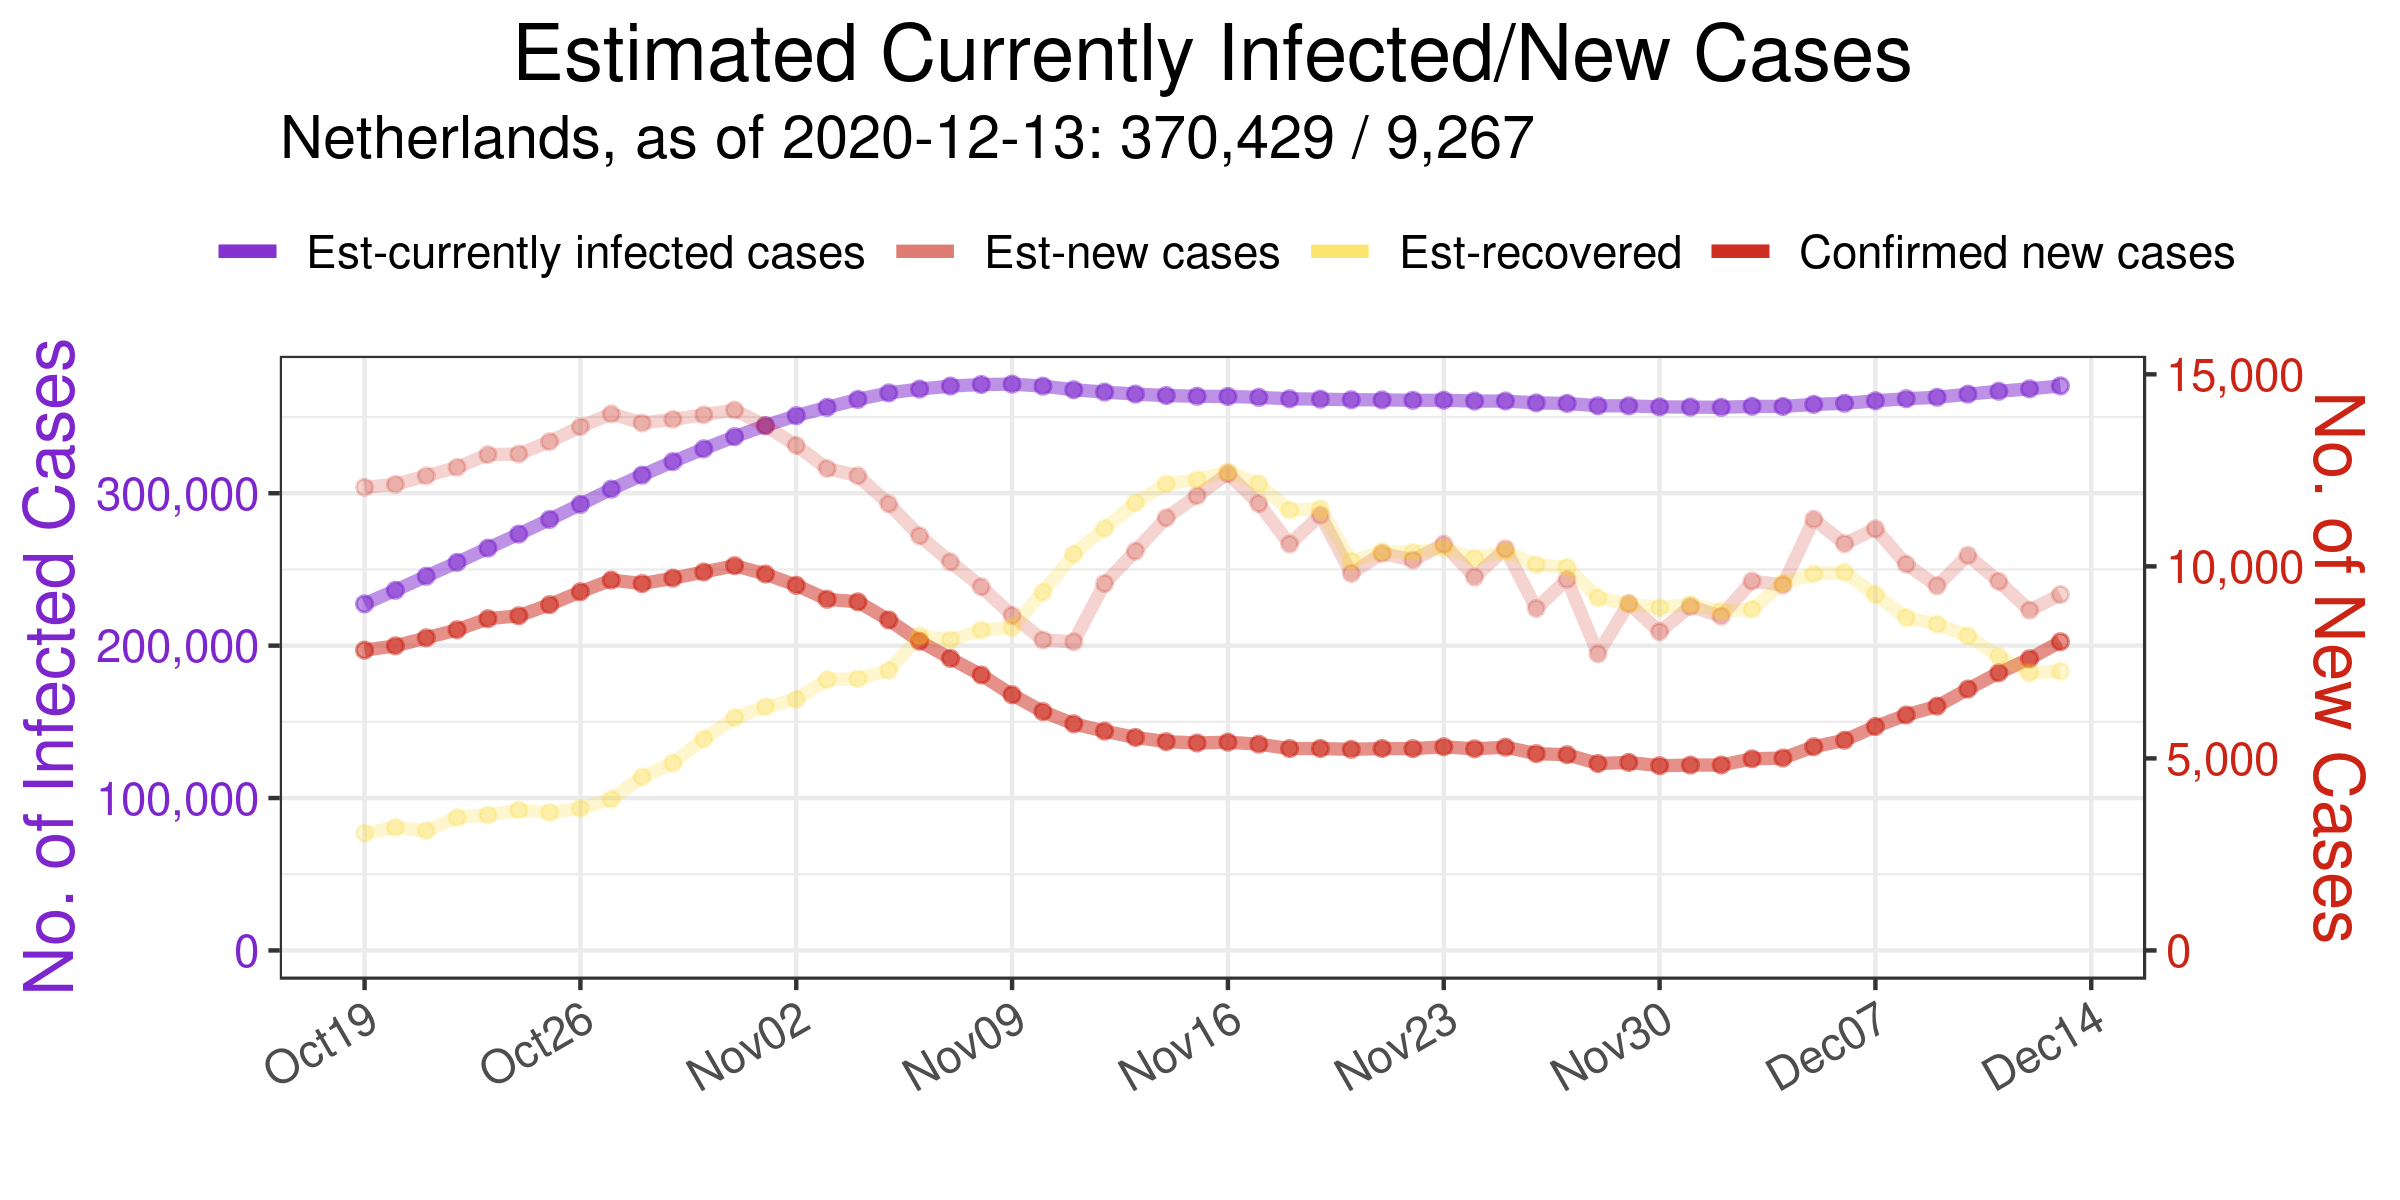 Estimated Currently Infected/New Cases
Netherlands, as of 2020-12-13: 370,429 / 9,267
Est-currently infected cases Est-new cases Est-recovered Confirmed new cases
No. of Infected Cases
300,000
200,000
100,000
0
15,000
10,000
5,000
0
No. of New Cases
Oct19 Oct26 Nov02 Nov09 Nov16 Nov23 Nov30 Dec07 Dec14